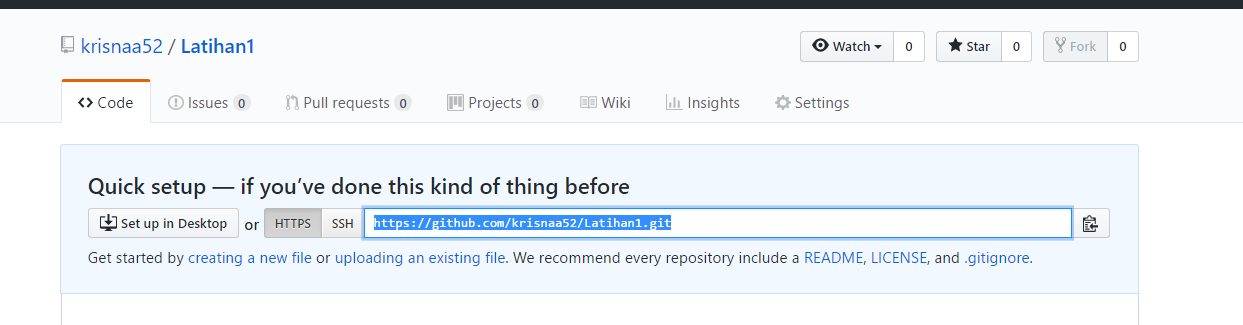 krisnaa52 / Latihan1
Watch 0 Star 0 Fork 0
Code Issues 0 Pull requests 0 Projects 0 Wiki Insights Settings
Quick setup — if you’ve done this kind of thing before
Set up in Desktop or HTTPS SSH https://github.com/krisnaa52/Latihan1.git
Get started by creating a new file or uploading an existing file. We recommend every repository include a README, LICENSE, and .gitignore.